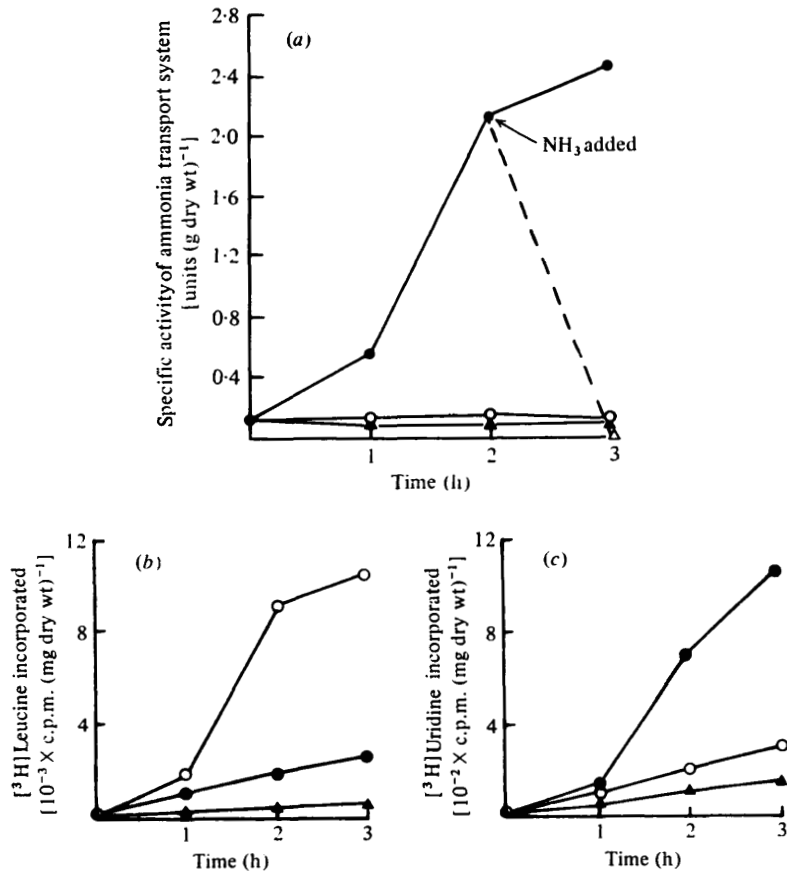 (a)
2·8
2·4
2·0
1·6
1·2
0·8
0·4
Specific activity of ammonia transport system
[units (g dry wt)⁻¹]
NH₃ added
1 2 3
Time (h)
(b)
12
8
4
[³H]Leucine incorporated
[10⁻³ × c.p.m. (mg dry wt)⁻¹]
1 2 3
Time (h)
(c)
12
8
4
[³H]Uridine incorporated
[10⁻² × c.p.m. (mg dry wt)⁻¹]
1 2 3
Time (h)